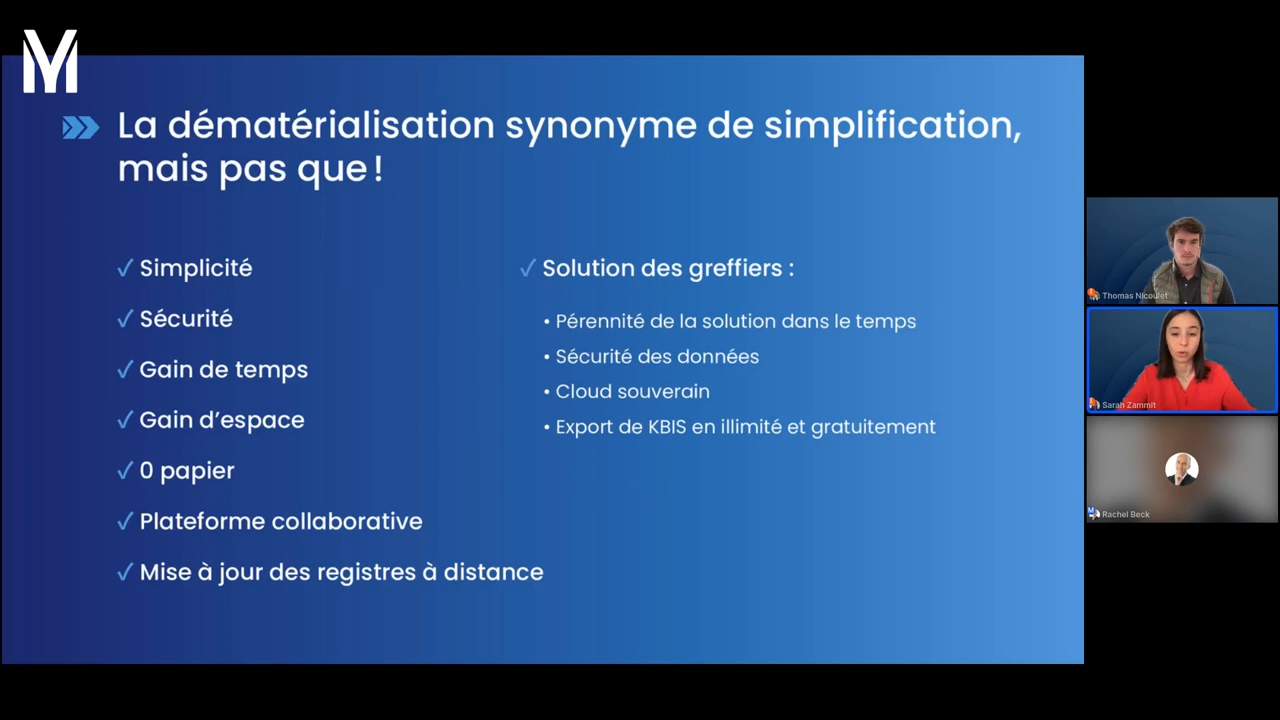 M
La dématérialisation synonyme de simplification,
mais pas que !
✓ Simplicité
✓ Sécurité
✓ Gain de temps
✓ Gain d’espace
✓ 0 papier
✓ Plateforme collaborative
✓ Mise à jour des registres à distance
✓ Solution des greffiers :
• Pérennité de la solution dans le temps
• Sécurité des données
• Cloud souverain
• Export de KBIS en illimité et gratuitement
Thomas Nicoulet
Sarah Zammit
Rachel Beck